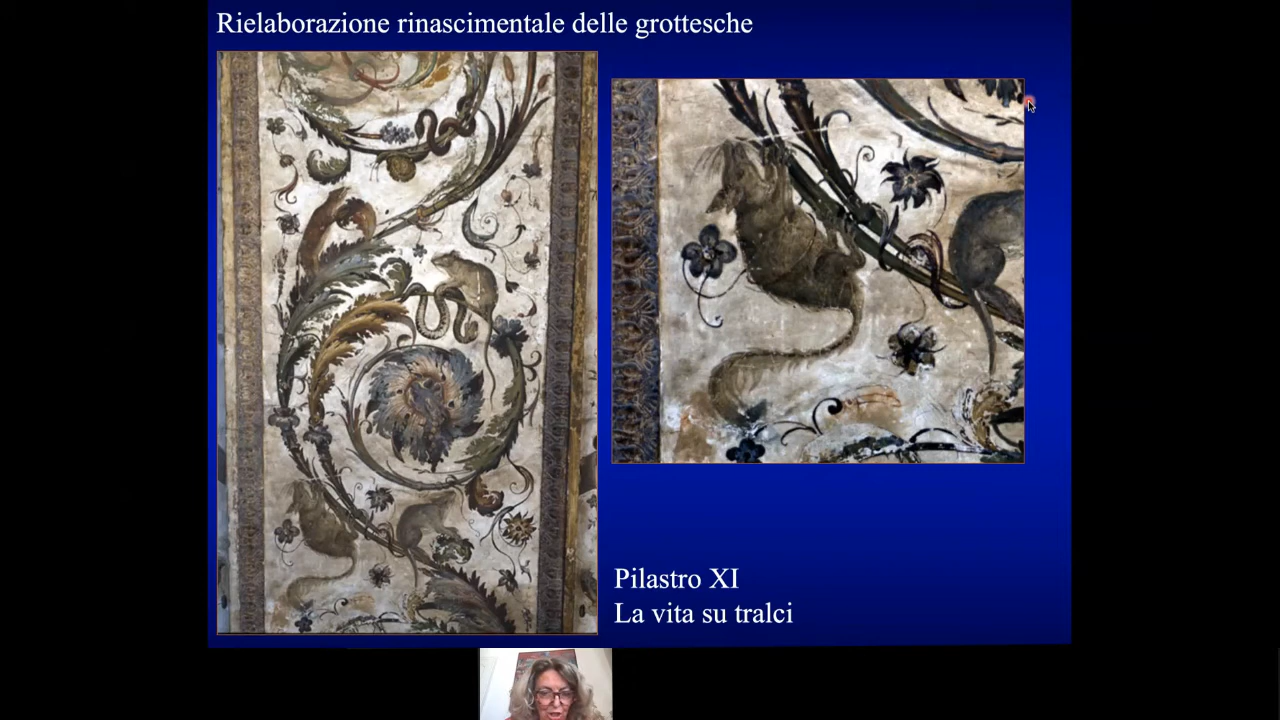 Rielaborazione rinascimentale delle grottesche
Pilastro XI
La vita su tralci